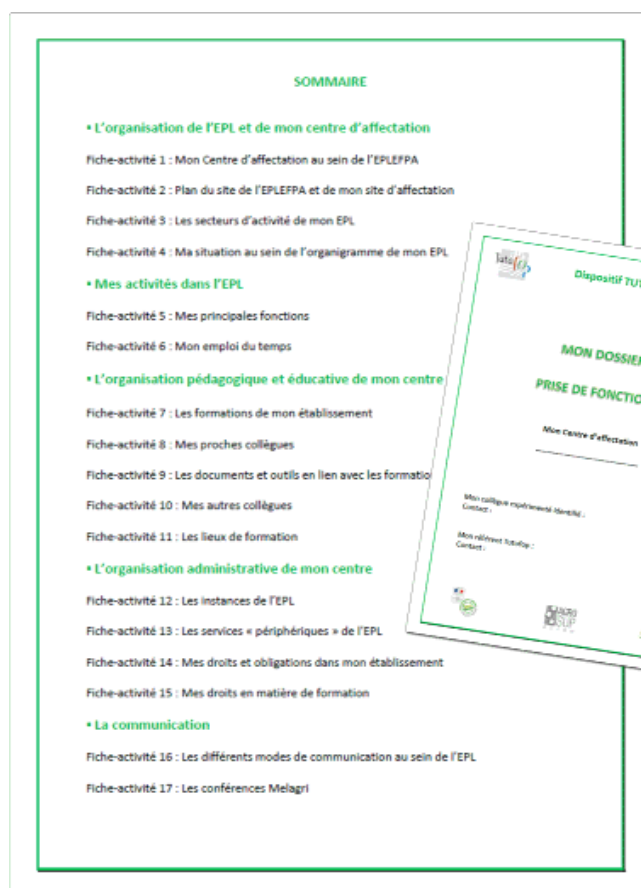 SOMMAIRE
• L'organisation de l'EPL et de mon centre d'affectation
Fiche-activité 1 : Mon Centre d'affectation au sein de l'EPLEFPA
Fiche-activité 2 : Plan du site de l'EPLEFPA et de mon site d'affectation
Fiche-activité 3 : Les secteurs d'activité de mon EPL
Fiche-activité 4 : Ma situation au sein de l'organigramme de mon EPL
• Mes activités dans l'EPL
Fiche-activité 5 : Mes principales fonctions
Fiche-activité 6 : Mon emploi du temps
• L'organisation pédagogique et éducative de mon centre
Fiche-activité 7 : Les formations de mon établissement
Fiche-activité 8 : Mes proches collègues
Fiche-activité 9 : Les documents et outils en lien avec les formatio
Fiche-activité 10 : Mes autres collègues
Fiche-activité 11 : Les lieux de formation
• L'organisation administrative de mon centre
Fiche-activité 12 : Les instances de l'EPL
Fiche-activité 13 : Les services « périphériques » de l'EPL
Fiche-activité 14 : Mes droits et obligations dans mon établissement
Fiche-activité 15 : Mes droits en matière de formation
• La communication
Fiche-activité 16 : Les différents modes de communication au sein de l'EPL
Fiche-activité 17 : Les conférences Melagri
Dispositif TU
MON DOSSIER
PRISE DE FONCTIO
Mon Centre d'affectation
Mon collègue expérimenté identifié :
Contact :
Mon référent tutofop :
Contact :